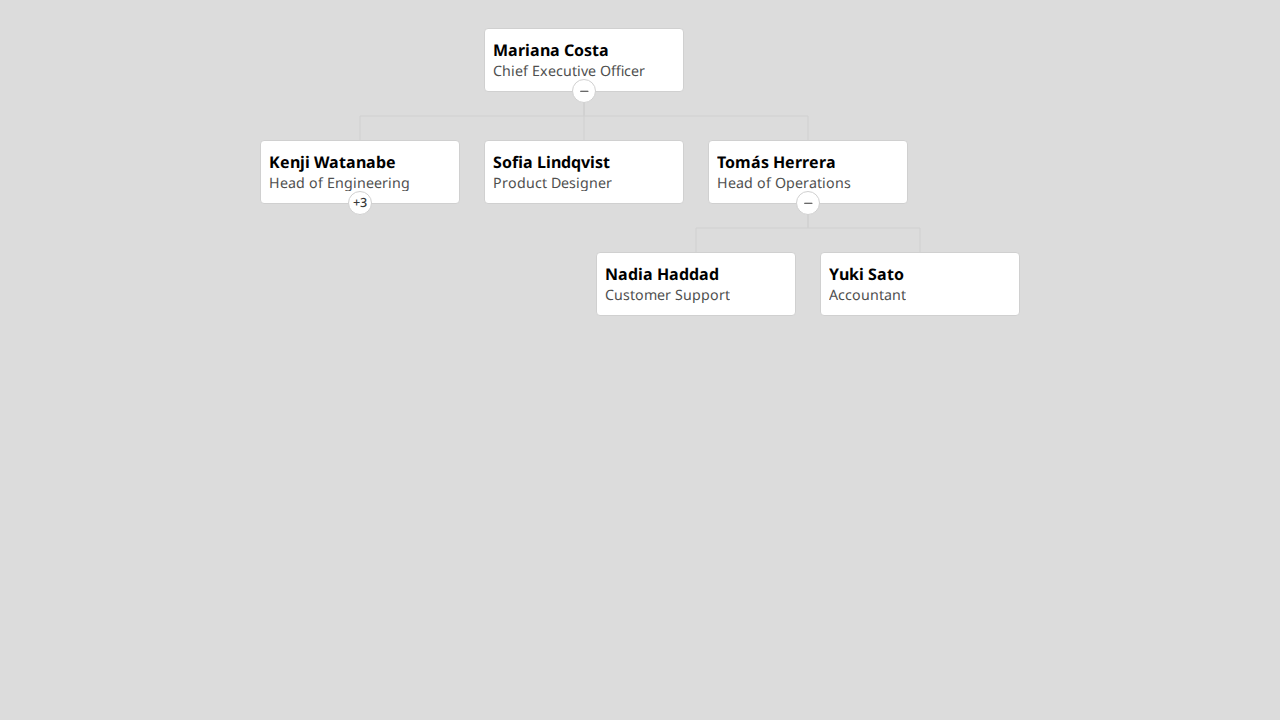 Mariana Costa
Chief Executive Officer
−
Kenji Watanabe
Head of Engineering
+3
Sofia Lindqvist
Product Designer
Tomás Herrera
Head of Operations
−
Nadia Haddad
Customer Support
Yuki Sato
Accountant